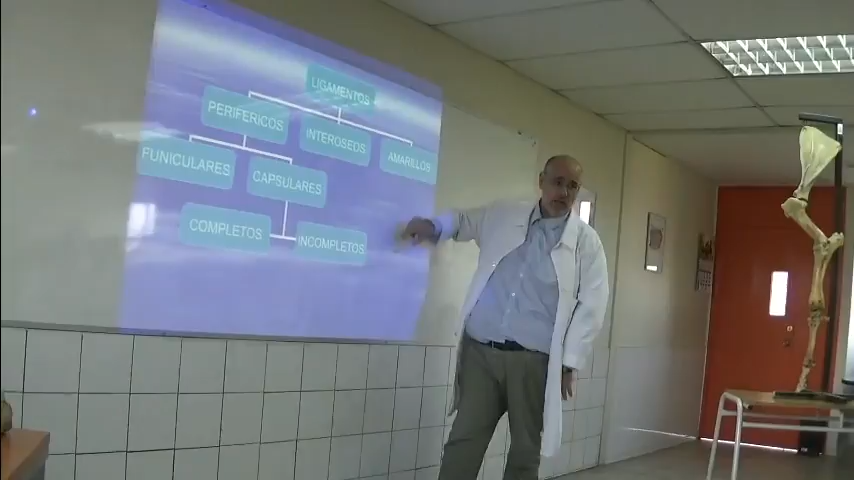 LIGAMENTOS
PERIFERICOS
INTEROSEOS
AMARILLOS
FUNICULARES
CAPSULARES
COMPLETOS
INCOMPLETOS